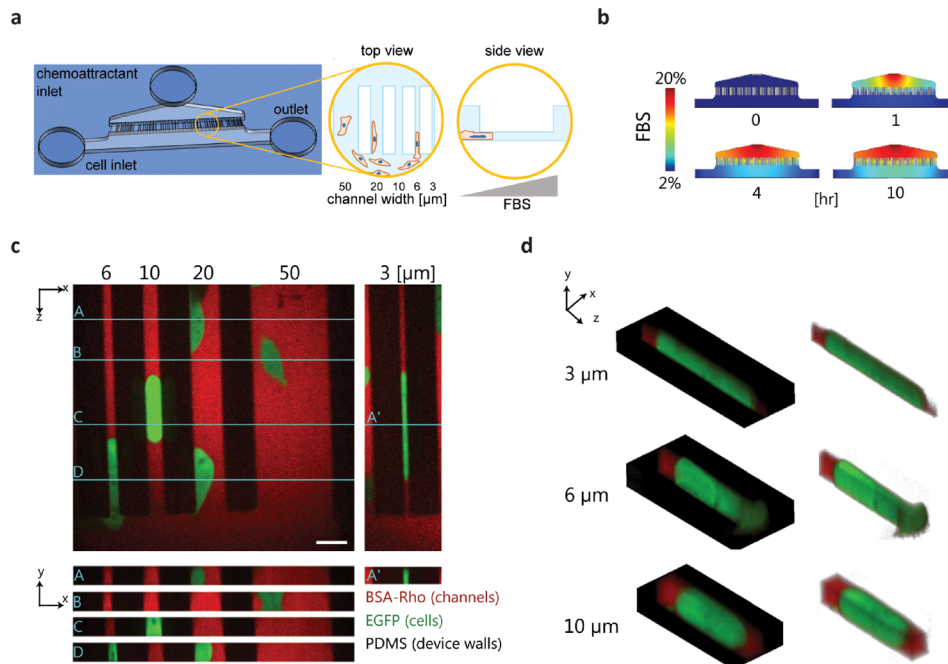 a
chemoattractant
inlet
outlet
cell inlet
top view
side view
50 20 10 6 3
channel width [μm]
FBS
b
20%
FBS
2%
0
1
4
[hr]
10
c
6 10 20 50 3 [μm]
x
z
A
B
C
D
A'
y
x
A
B
C
D
A'
BSA-Rho (channels)
EGFP (cells)
PDMS (device walls)
d
y
x
z
3 μm
6 μm
10 μm